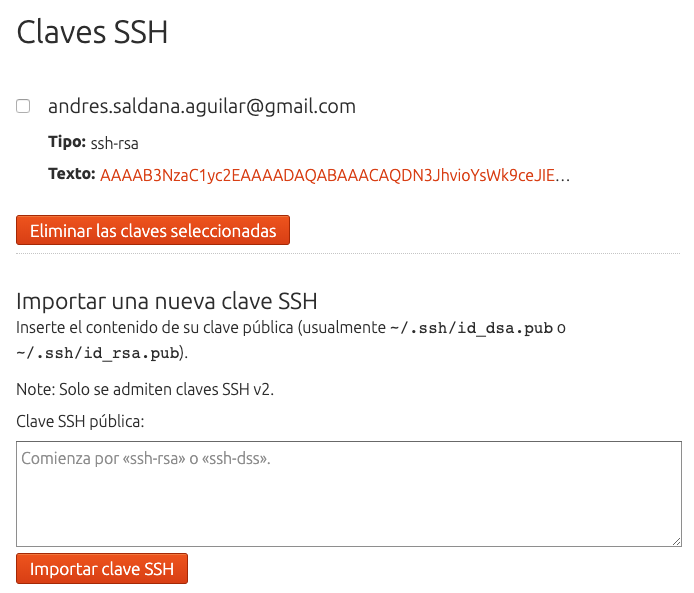 Claves SSH
andres.saldana.aguilar@gmail.com
Tipo: ssh-rsa
Texto: AAAAB3NzaC1yc2EAAAADAQABAAACAQDN3JhvioYsWk9ceJIE...
Eliminar las claves seleccionadas
Importar una nueva clave SSH
Inserte el contenido de su clave pública (usualmente ~/.ssh/id_dsa.pub o
~/.ssh/id_rsa.pub).
Note: Solo se admiten claves SSH v2.
Clave SSH pública:
Comienza por «ssh-rsa» o «ssh-dss».
Importar clave SSH